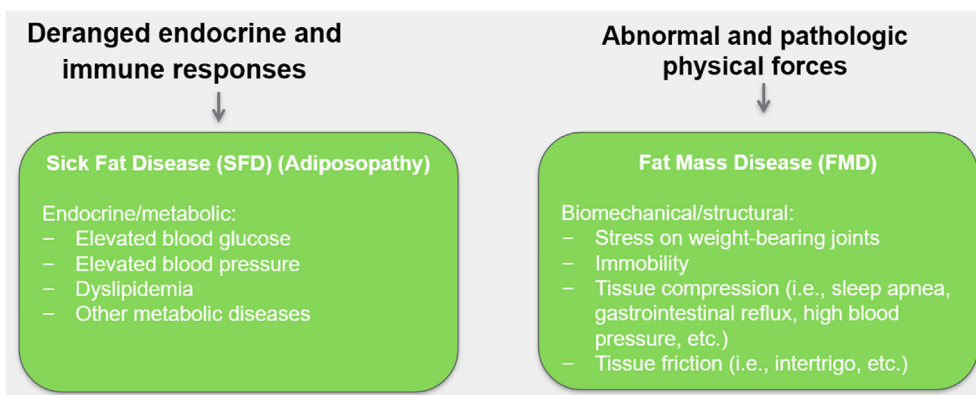 Deranged endocrine and
immune responses
Sick Fat Disease (SFD) (Adiposopathy)
Endocrine/metabolic:
– Elevated blood glucose
– Elevated blood pressure
– Dyslipidemia
– Other metabolic diseases
Abnormal and pathologic
physical forces
Fat Mass Disease (FMD)
Biomechanical/structural:
– Stress on weight-bearing joints
– Immobility
– Tissue compression (i.e., sleep apnea,
gastrointestinal reflux, high blood
pressure, etc.)
– Tissue friction (i.e., intertrigo, etc.)